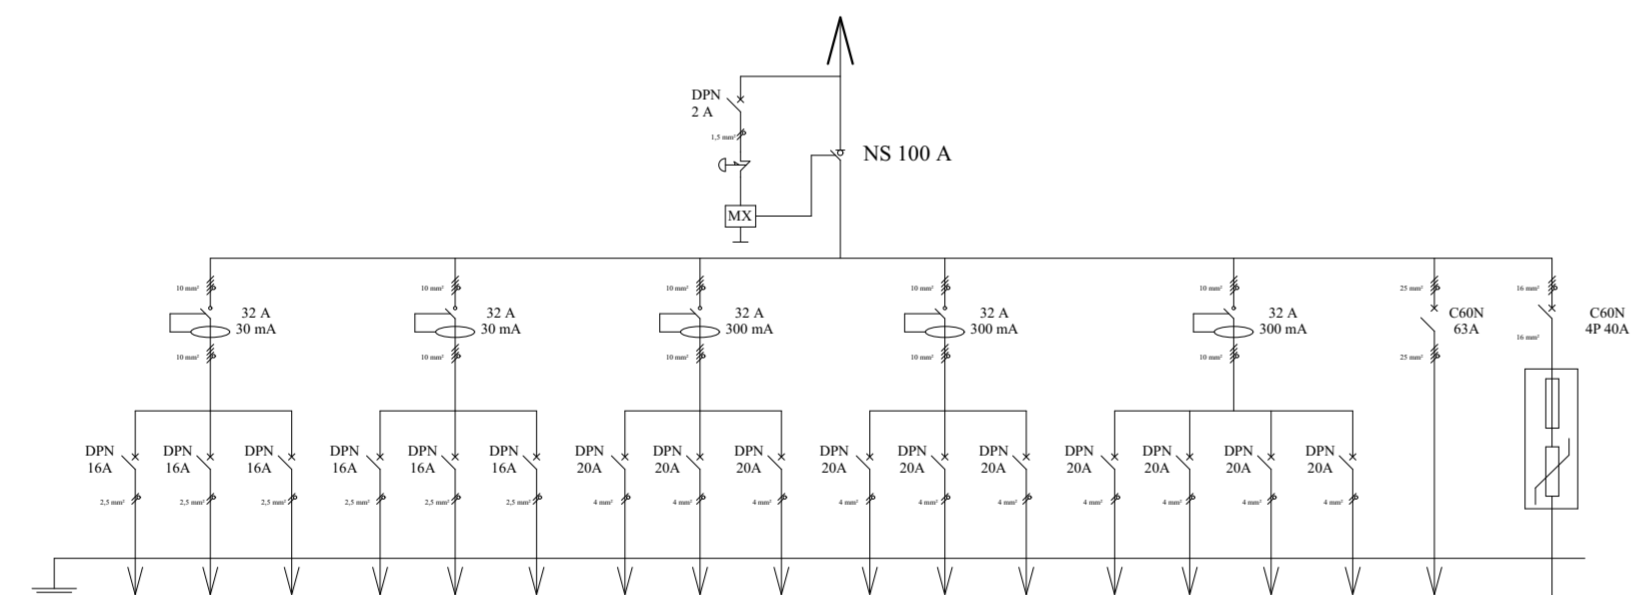 DPN
2 A
1,5 mm²
NS 100 A
MX
10 mm²
10 mm²
10 mm²
10 mm²
10 mm²
25 mm²
16 mm²
32 A
30 mA
32 A
30 mA
32 A
300 mA
32 A
300 mA
32 A
300 mA
C60N
63A
C60N
4P 40A
16 mm²
10 mm²
10 mm²
10 mm²
10 mm²
10 mm²
25 mm²
DPN
16A
DPN
16A
DPN
16A
DPN
16A
DPN
16A
DPN
16A
DPN
20A
DPN
20A
DPN
20A
DPN
20A
DPN
20A
DPN
20A
DPN
20A
DPN
20A
DPN
20A
DPN
20A
2,5 mm²
2,5 mm²
2,5 mm²
2,5 mm²
2,5 mm²
2,5 mm²
4 mm²
4 mm²
4 mm²
4 mm²
4 mm²
4 mm²
4 mm²
4 mm²
4 mm²
4 mm²